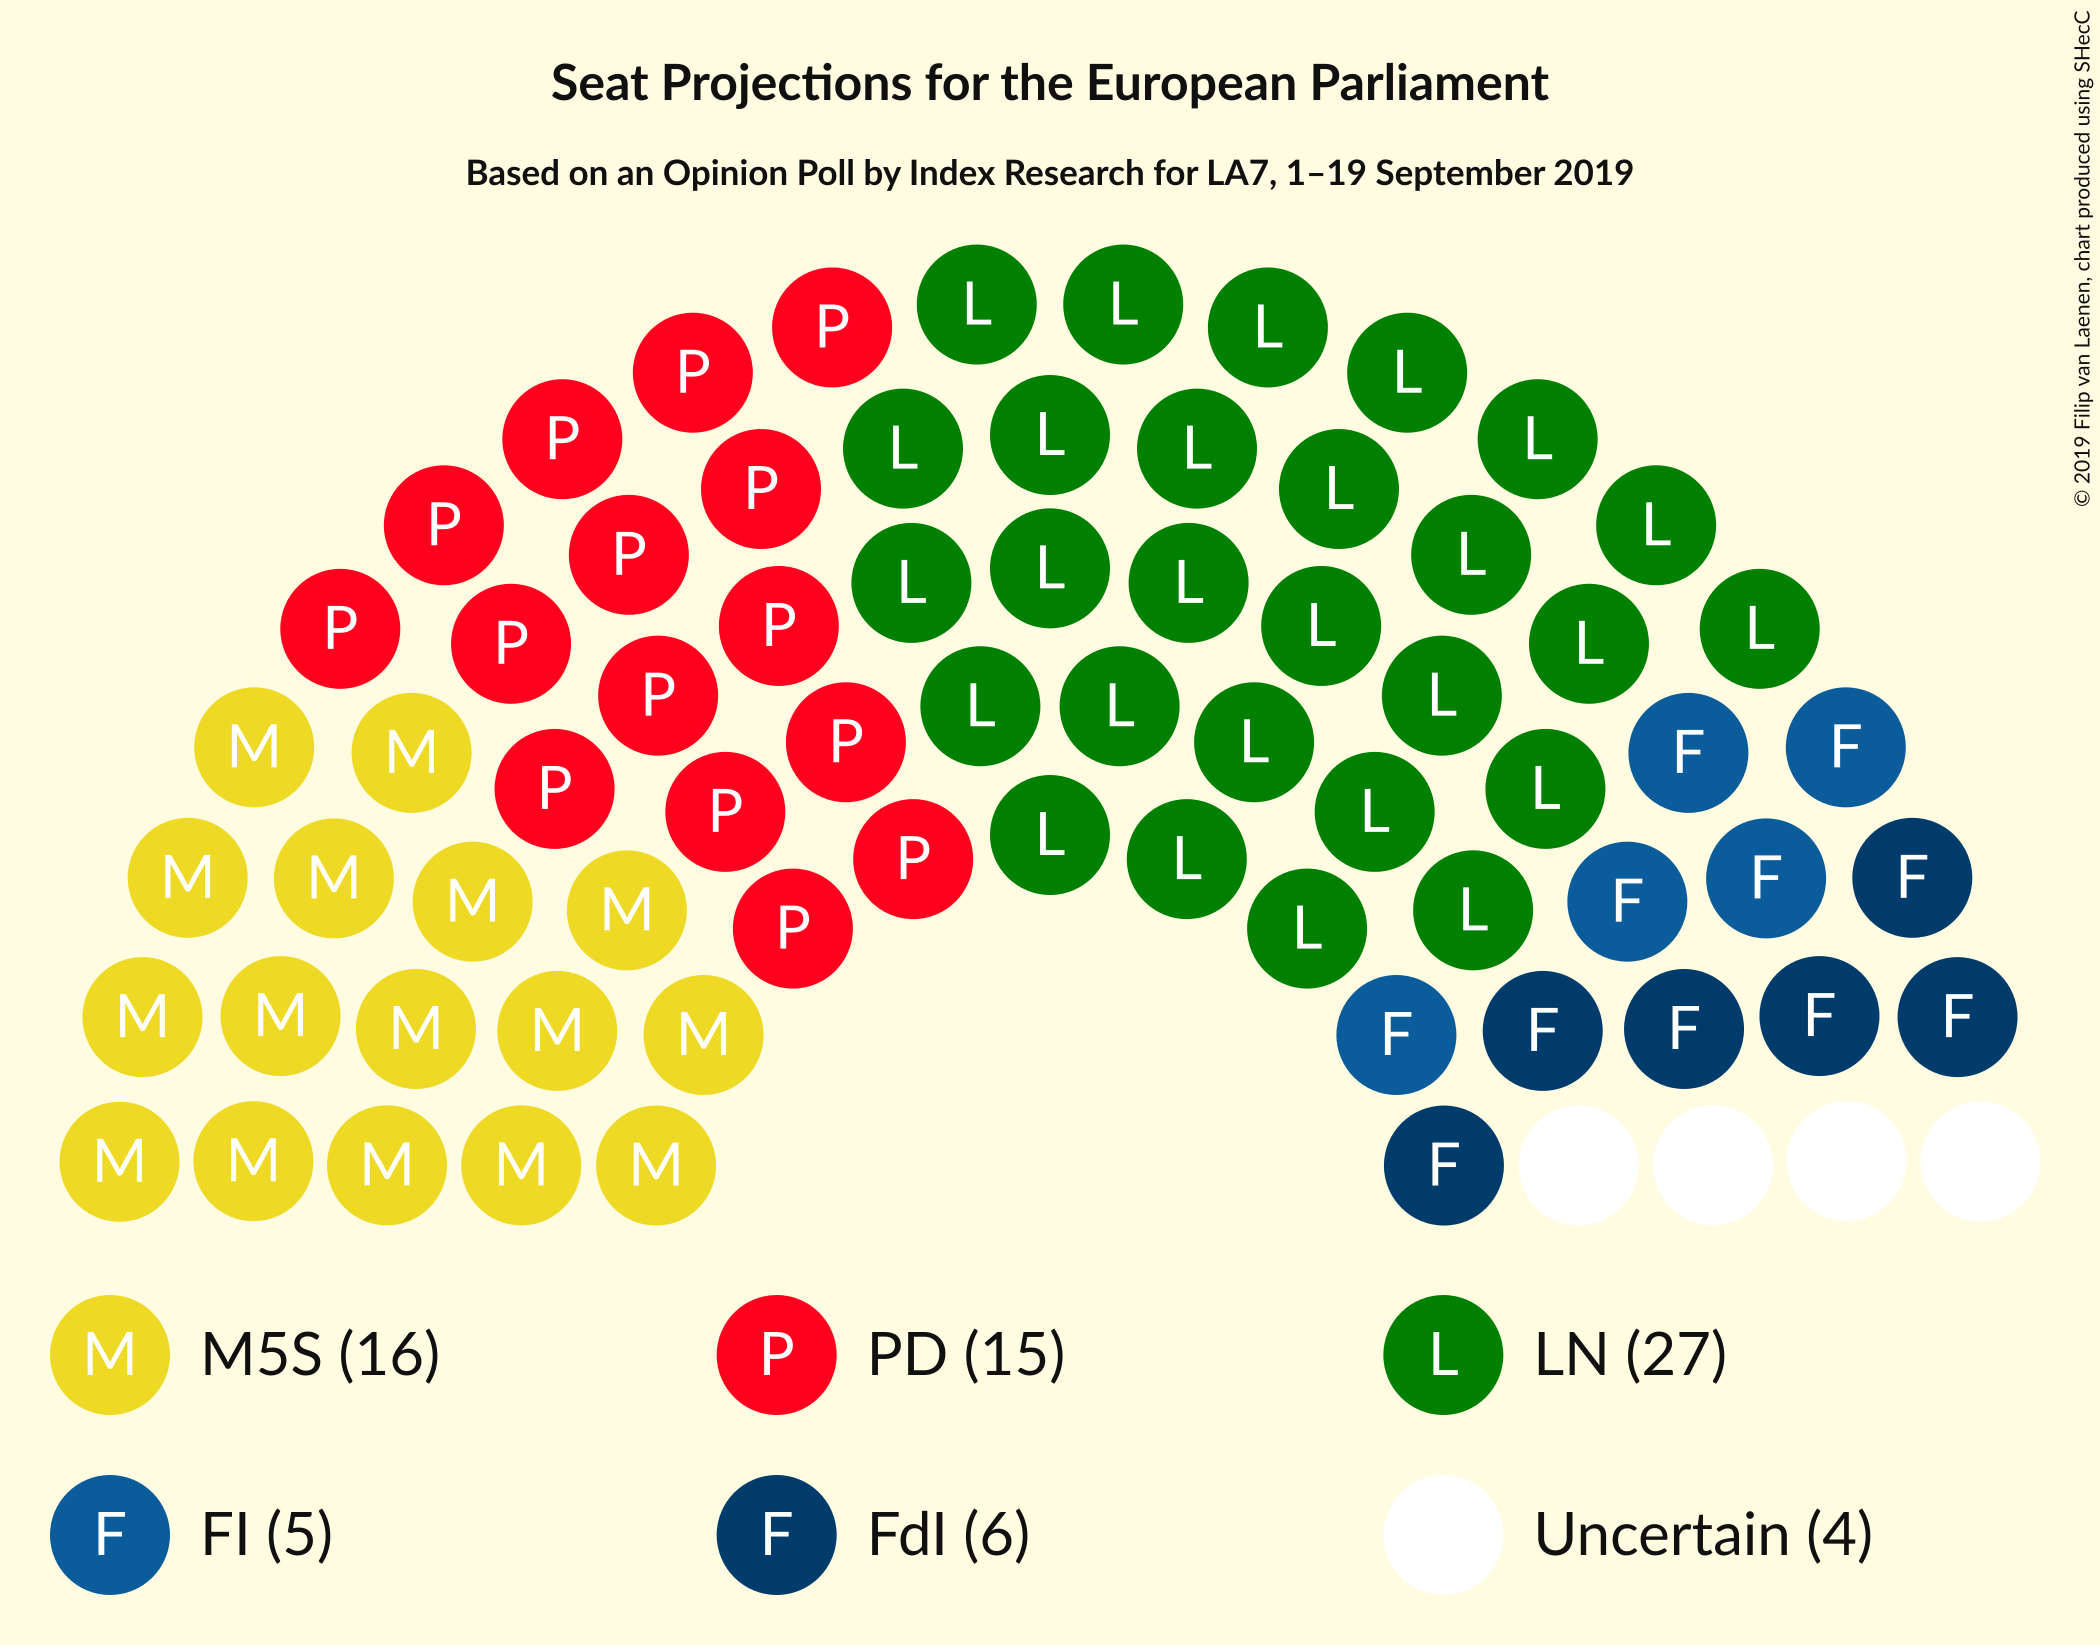 Seat Projections for the European Parliament
Based on an Opinion Poll by Index Research for LA7, 1–19 September 2019
© 2019 Filip van Laenen, chart produced using SHecC
L L
P L
P L
P L L L L
P L
P L
P L
L L L
P P P L L L
P L L L
M M P L F F
P P L L
P L L
M M M M P L L F F F
M M M M M F F F F F
M M M M M F
M M5S (16)
P PD (15)
L LN (27)
F FI (5)
F FdI (6)
Uncertain (4)